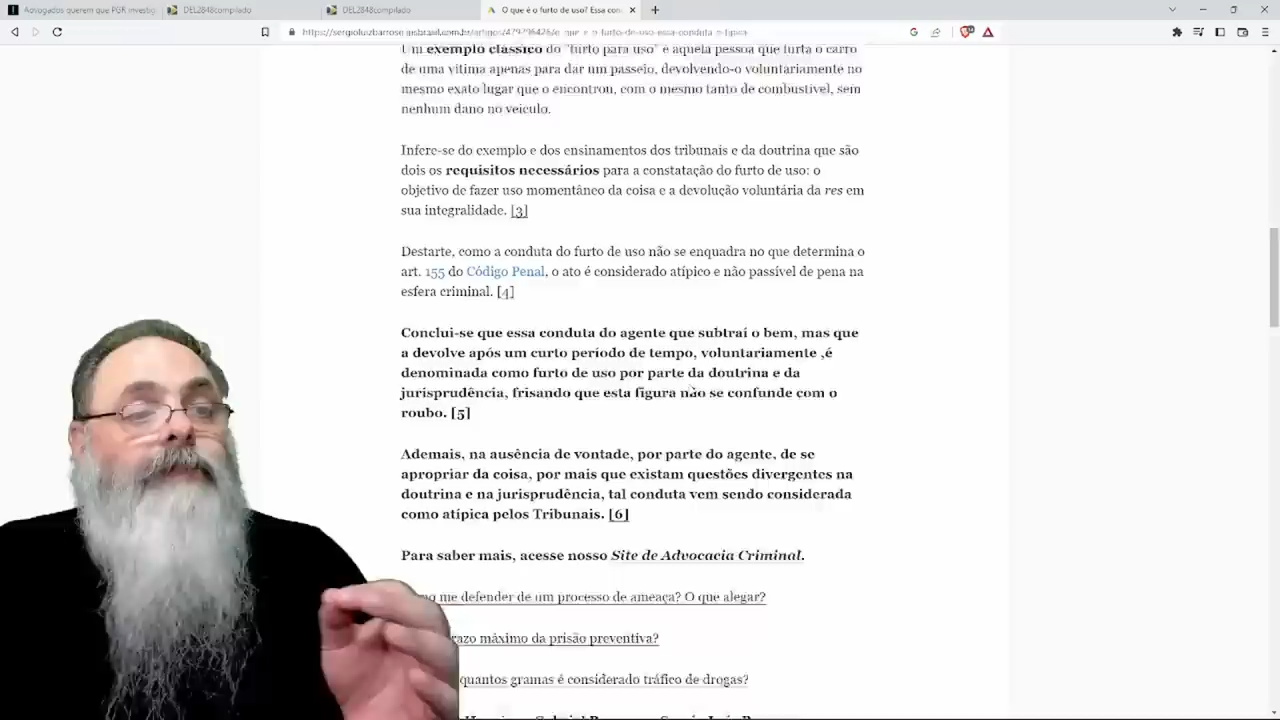 Advogados querem que PGR investig
DEL2848compilado
DEL2848compilado
O que é o furto de uso? Essa con
Um exemplo clássico do "furto para uso" é aquela pessoa que furta o carro
de uma vítima apenas para dar um passeio, devolvendo-o voluntariamente no
mesmo exato lugar que o encontrou, com o mesmo tanto de combustível, sem
nenhum dano no veículo.
Infere-se do exemplo e dos ensinamentos dos tribunais e da doutrina que são
dois os requisitos necessários para a constatação do furto de uso: o
objetivo de fazer uso momentâneo da coisa e a devolução voluntária da res em
sua integralidade. [3]
Destarte, como a conduta do furto de uso não se enquadra no que determina o
art. 155 do Código Penal, o ato é considerado atípico e não passível de pena na
esfera criminal. [4]
Conclui-se que essa conduta do agente que subtraí o bem, mas que
a devolve após um curto período de tempo, voluntariamente ,é
denominada como furto de uso por parte da doutrina e da
jurisprudência, frisando que esta figura não se confunde com o
roubo. [5]
Ademais, na ausência de vontade, por parte do agente, de se
apropriar da coisa, por mais que existam questões divergentes na
doutrina e na jurisprudência, tal conduta vem sendo considerada
como atípica pelos Tribunais. [6]
Para saber mais, acesse nosso Site de Advocacia Criminal.
me defender de um processo de ameaça? O que alegar?
máximo da prisão preventiva?
quantos gramas é considerado tráfico de drogas?